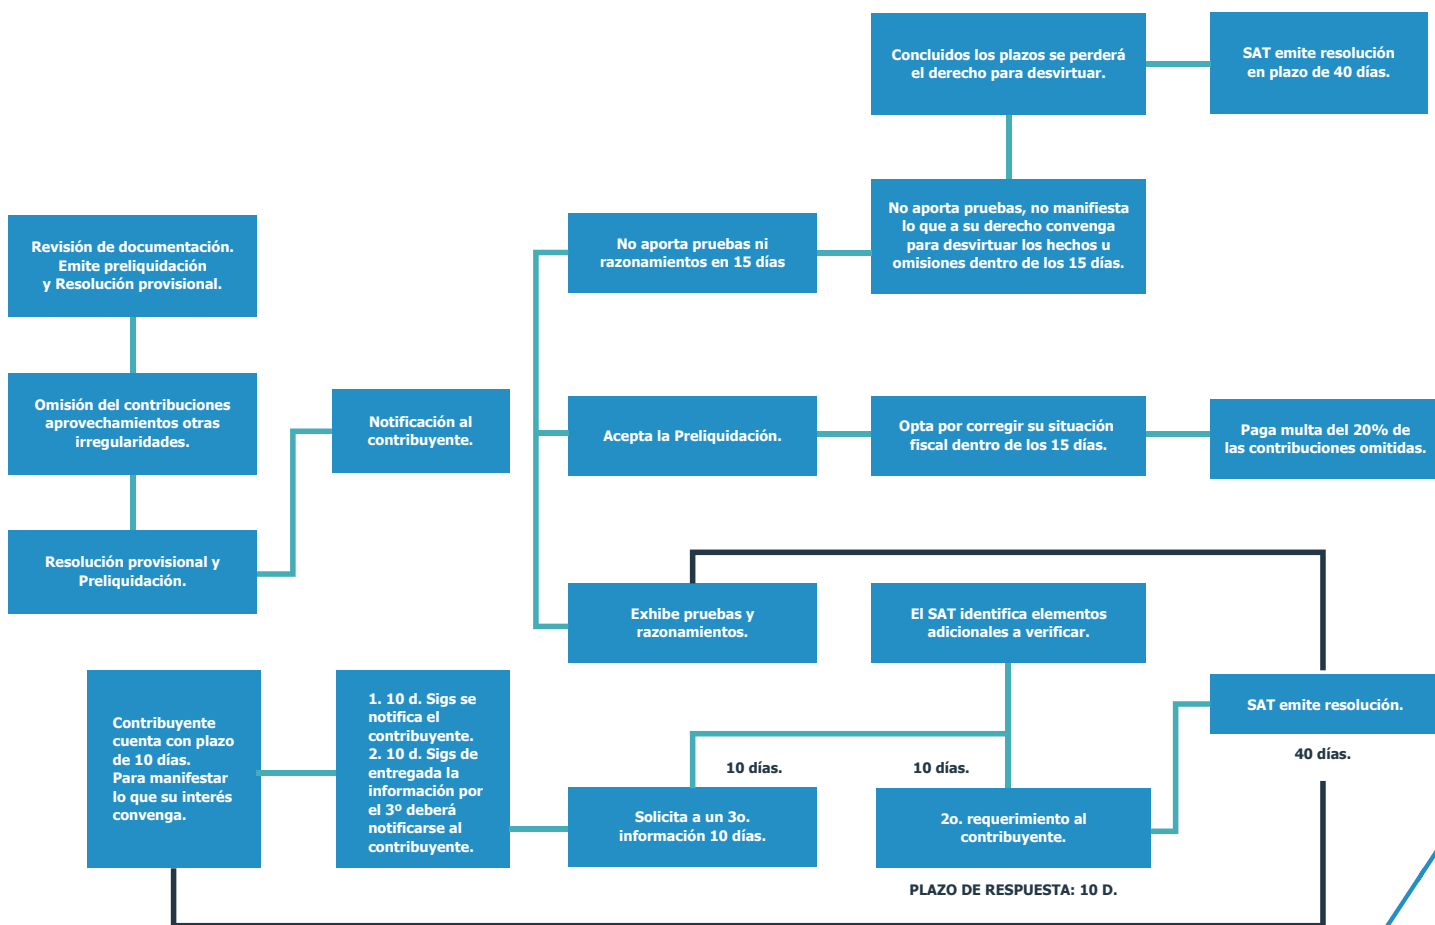 Concluidos los plazos se perderá
el derecho para desvirtuar.
SAT emite resolución
en plazo de 40 días.
Revisión de documentación.
Emite preliquidación
y Resolución provisional.
No aporta pruebas ni
razonamientos en 15 días
No aporta pruebas, no manifiesta
lo que a su derecho convenga
para desvirtuar los hechos u
omisiones dentro de los 15 días.
Omisión del contribuciones
aprovechamientos otras
irregularidades.
Notificación al
contribuyente.
Acepta la Preliquidación.
Opta por corregir su situación
fiscal dentro de los 15 días.
Paga multa del 20% de
las contribuciones omitidas.
Resolución provisional y
Preliquidación.
Exhibe pruebas y
razonamientos.
El SAT identifica elementos
adicionales a verificar.
Contribuyente
cuenta con plazo
de 10 días.
Para manifestar
lo que su interés
convenga.
1. 10 d. Sigs se
notifica el
contribuyente.
2. 10 d. Sigs de
entregada la
información por
el 3º deberá
notificarse al
contribuyente.
SAT emite resolución.
40 días.
10 días.
10 días.
Solicita a un 3o.
información 10 días.
2o. requerimiento al
contribuyente.
PLAZO DE RESPUESTA: 10 D.